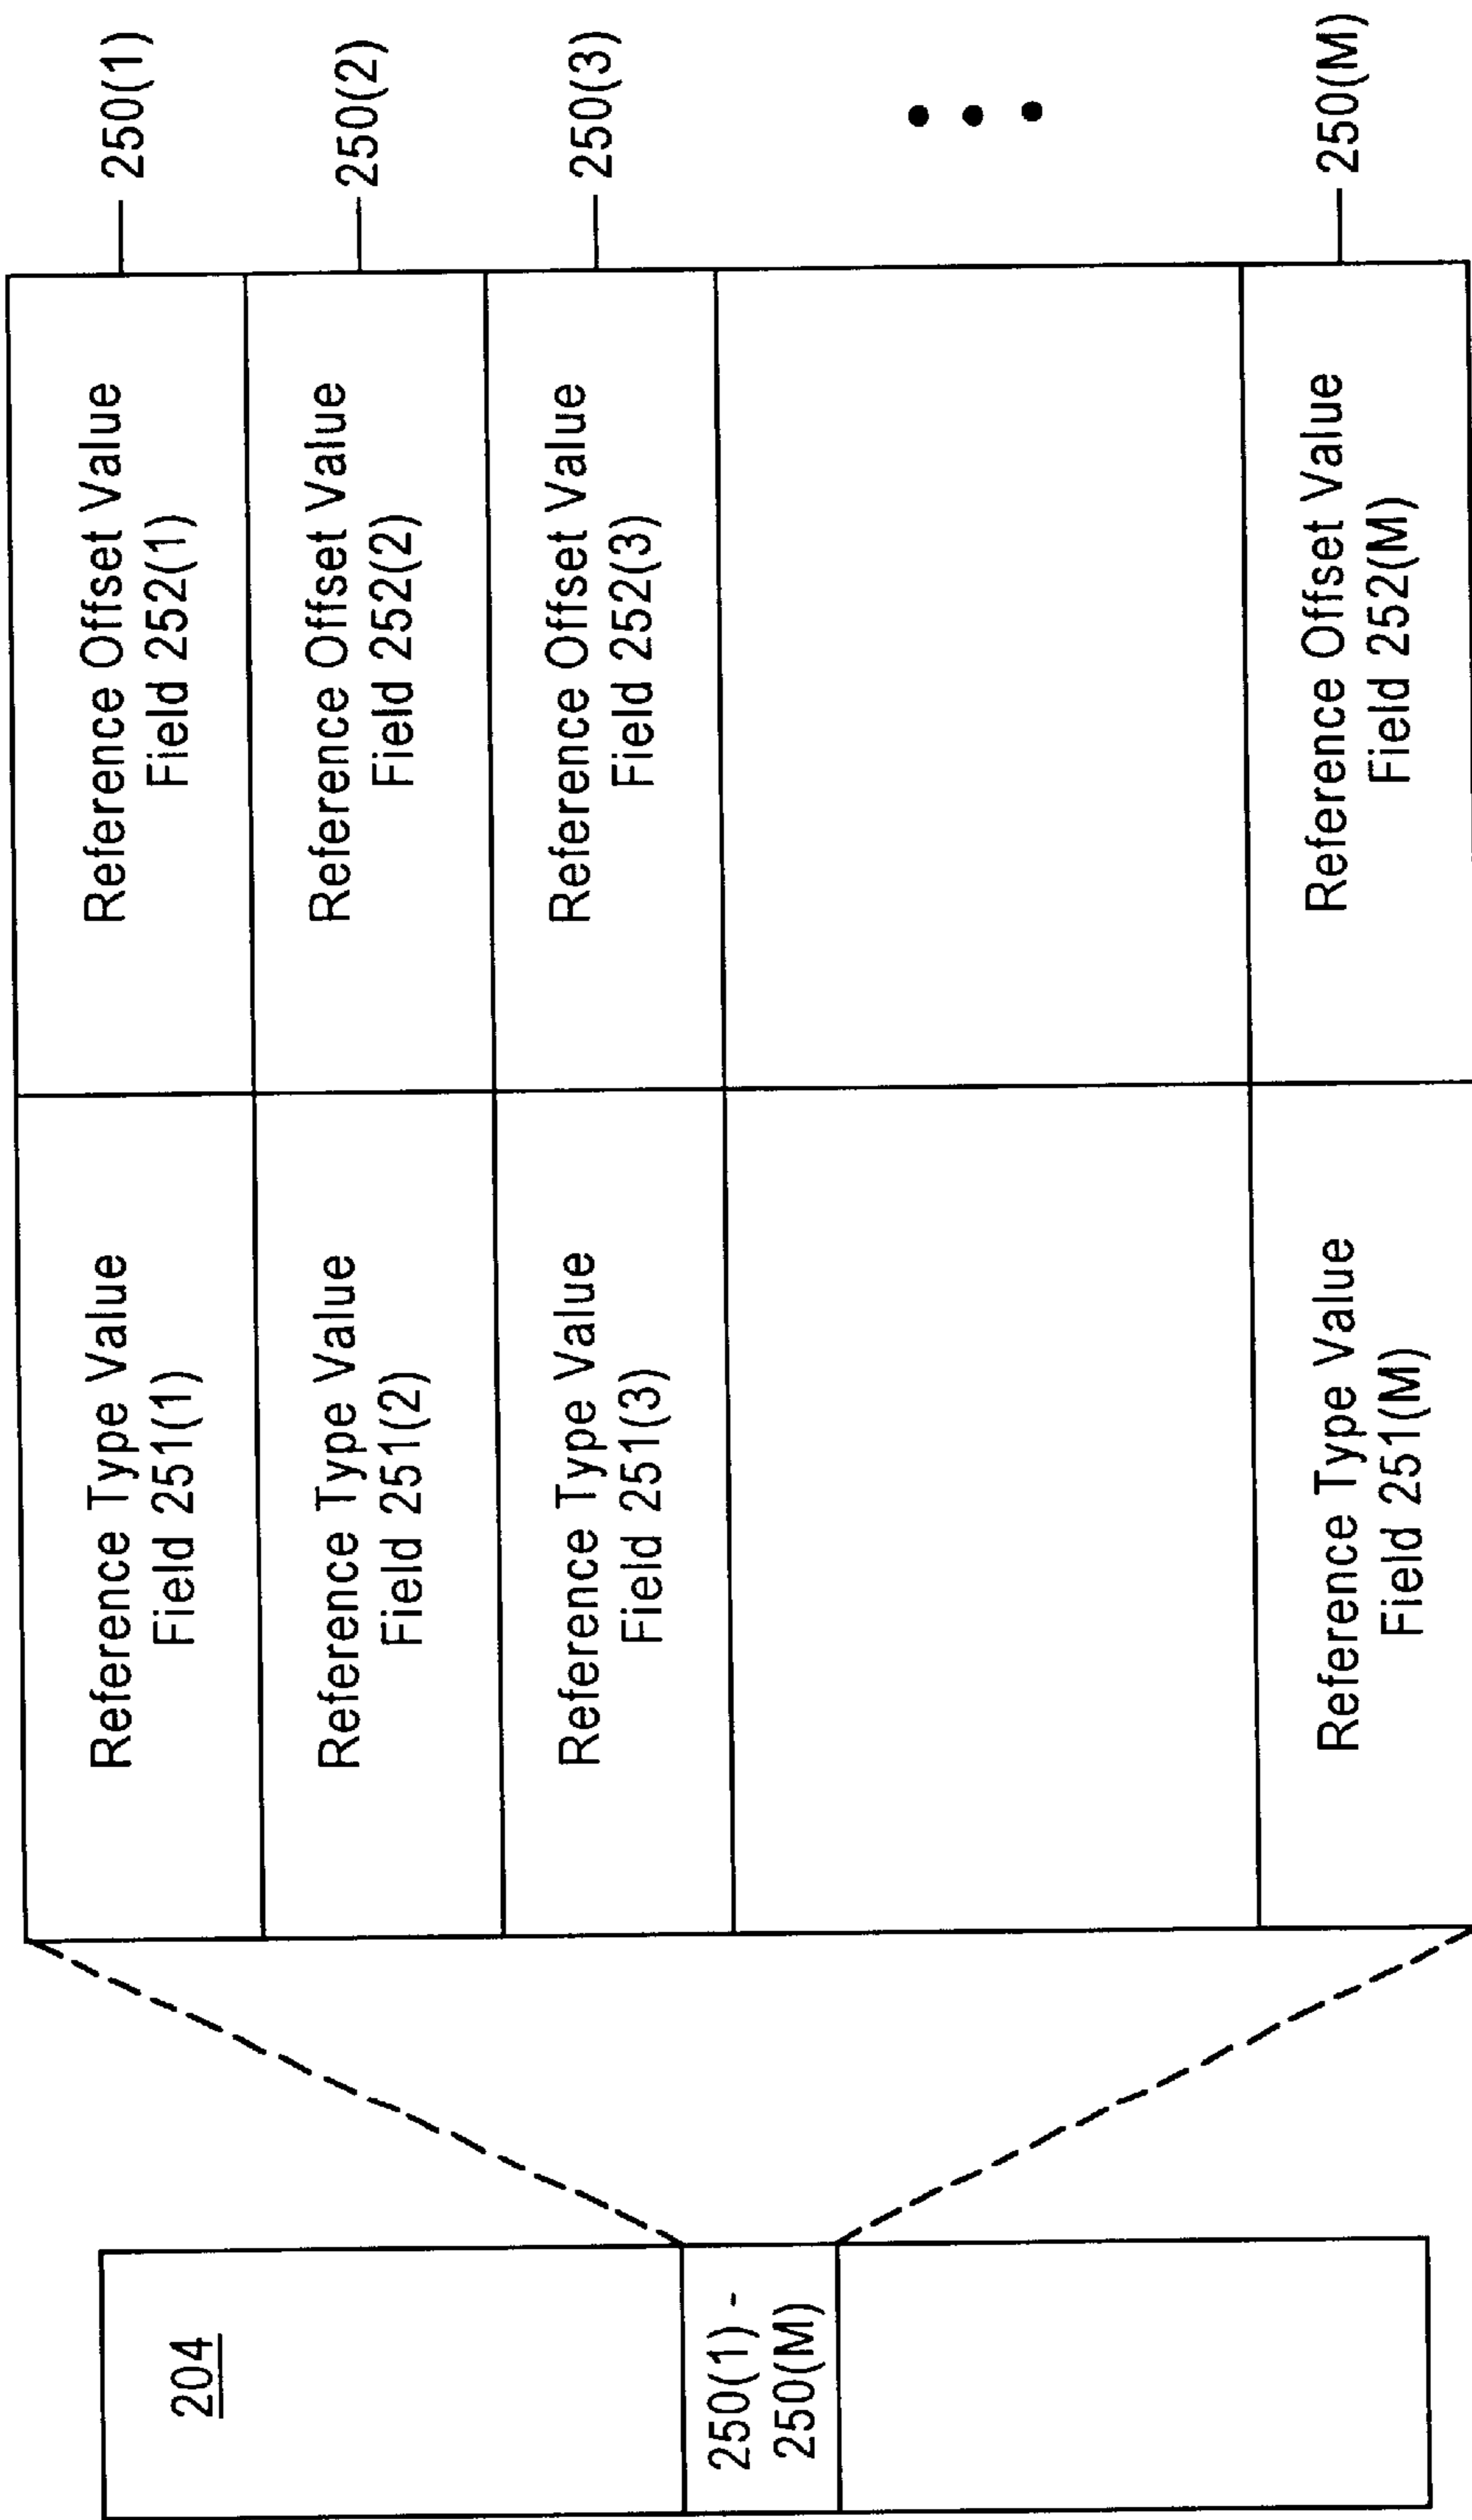 204
250(1) -
250(M)
Reference Type Value
Field 251(1)
Reference Offset Value
Field 252(1)
250(1)
Reference Type Value
Field 251(2)
Reference Offset Value
Field 252(2)
250(2)
Reference Type Value
Field 251(3)
Reference Offset Value
Field 252(3)
250(3)
Reference Type Value
Field 251(M)
Reference Offset Value
Field 252(M)
250(M)